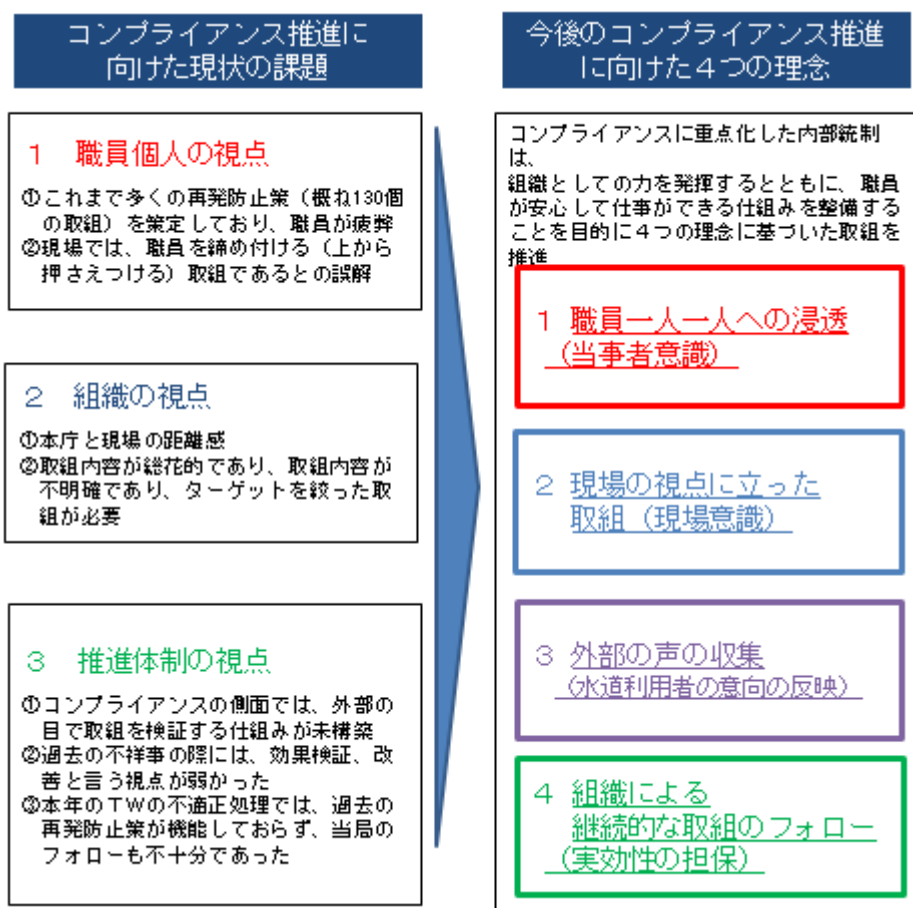 コンプライアンス推進に
向けた現状の課題
1 職員個人の視点
①これまで多くの再発防止策（概ね130個
の取組）を策定しており、職員が疲弊
②現場では、職員を締め付ける（上から
押さえつける）取組であるとの誤解
2 組織の視点
①本庁と現場の距離感
②取組内容が総花的であり、取組内容が
不明確であり、ターゲットを絞った取
組が必要
3 推進体制の視点
①コンプライアンスの側面では、外部の
目で取組を検証する仕組みが未構築
②過去の不祥事の際には、効果検証、改
善と言う視点が弱かった
③本年のTWの不適正処理では、過去の
再発防止策が機能しておらず、当局の
フォローも不十分であった
今後のコンプライアンス推進
に向けた４つの理念
コンプライアンスに重点化した内部統制
は、
組織としての力を発揮するとともに、職員
が安心して仕事ができる仕組みを整備する
ことを目的に４つの理念に基づいた取組を
推進
1 職員一人一人への浸透
（当事者意識）
2 現場の視点に立った
取組（現場意識）
3 外部の声の収集
（水道利用者の意向の反映）
4 組織による
継続的な取組のフォロー
（実効性の担保）